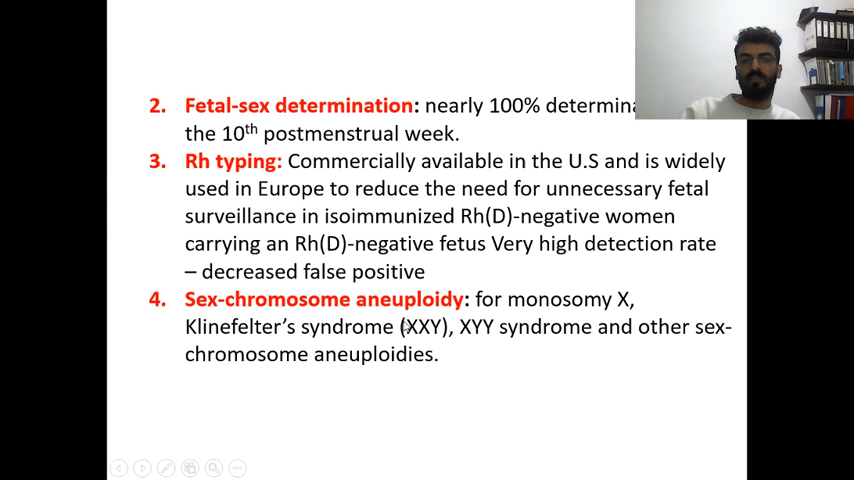 2. Fetal-sex determination: nearly 100%
the 10th postmenstrual week.
3. Rh typing: Commercially available in the U.S and is widely
used in Europe to reduce the need for unnecessary fetal
surveillance in isoimmunized Rh(D)-negative women
carrying an Rh(D)-negative fetus Very high detection rate
– decreased false positive
4. Sex-chromosome aneuploidy: for monosomy X,
Klinefelter's syndrome (XXY), XYY syndrome and other sex-
chromosome aneuploidies.